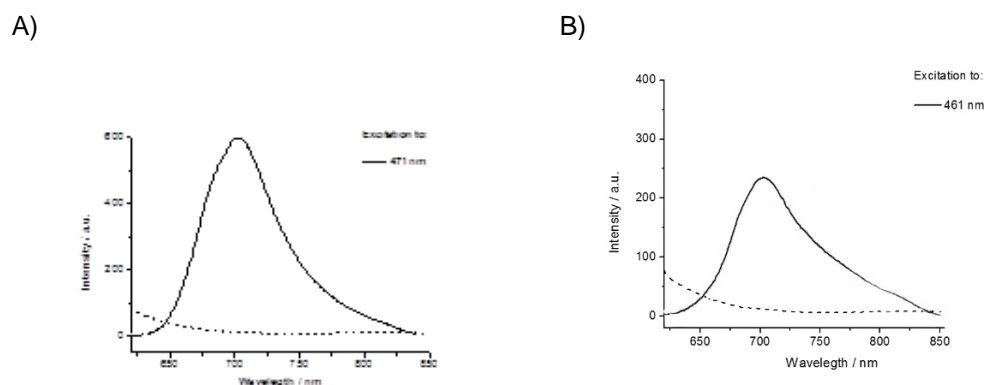 A)
B)
Excitation to:
471 nm
600
400
200
0
650
700
750
800
850
Intensity / a.u.
Wavelegth / nm
Excitation to:
461 nm
400
300
200
100
0
650
700
750
800
850
Intensity / a.u.
Wavelegth / nm